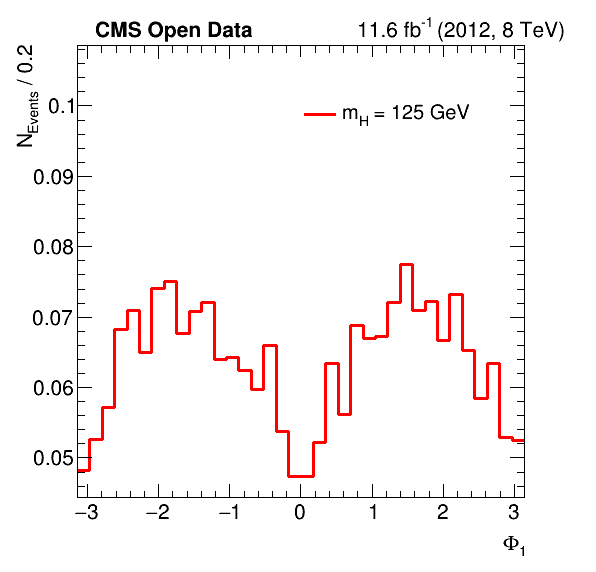 CMS Open Data 11.6 fb⁻¹ (2012, 8 TeV)
N_Events / 0.2
m_H = 125 GeV
0.1
0.09
0.08
0.07
0.06
0.05
−3 −2 −1 0 1 2 3
Φ₁